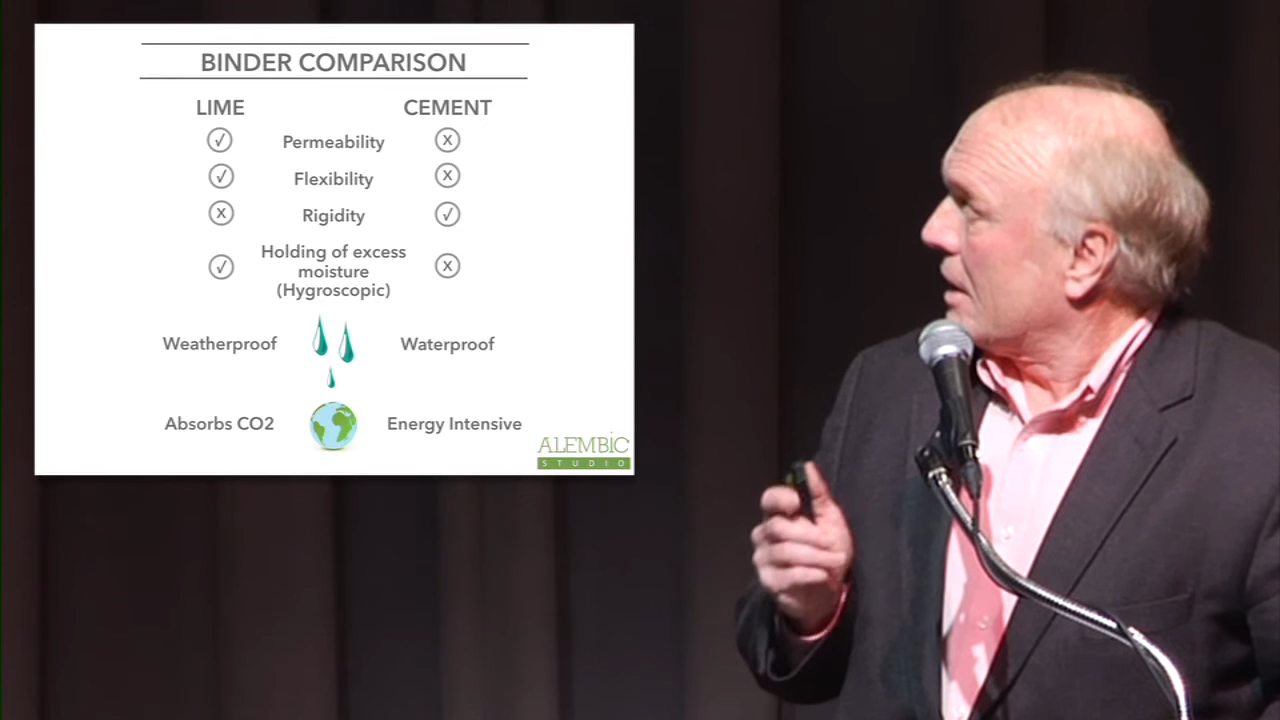 BINDER COMPARISON
LIME CEMENT
√ Permeability X
√ Flexibility X
X Rigidity √
Holding of excess
√ moisture X
(Hygroscopic)
Weatherproof Waterproof
Absorbs CO2 Energy Intensive
ALEMBIC
STUDIO